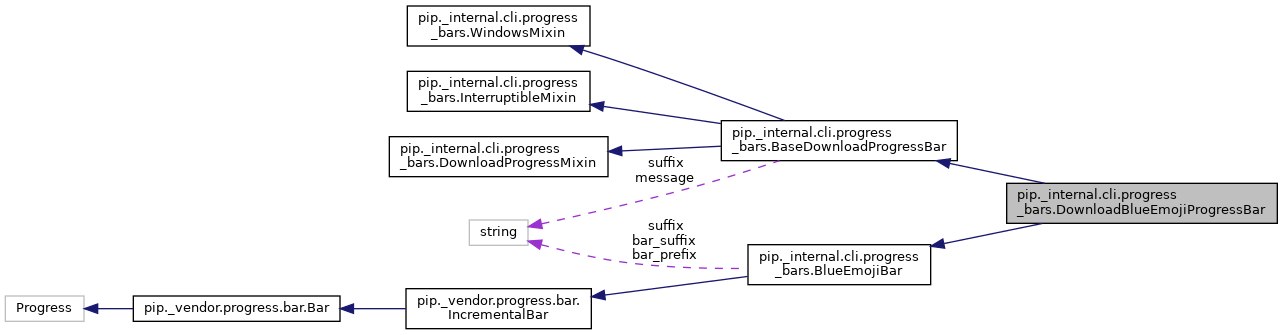 pip._internal.cli.progress
_bars.WindowsMixin
pip._internal.cli.progress
_bars.InterruptibleMixin
pip._internal.cli.progress
_bars.DownloadProgressMixin
pip._internal.cli.progress
_bars.BaseDownloadProgressBar
suffix
message
pip._internal.cli.progress
_bars.DownloadBlueEmojiProgressBar
string
suffix
bar_suffix
bar_prefix
pip._internal.cli.progress
_bars.BlueEmojiBar
Progress
pip._vendor.progress.bar.Bar
pip._vendor.progress.bar.
IncrementalBar